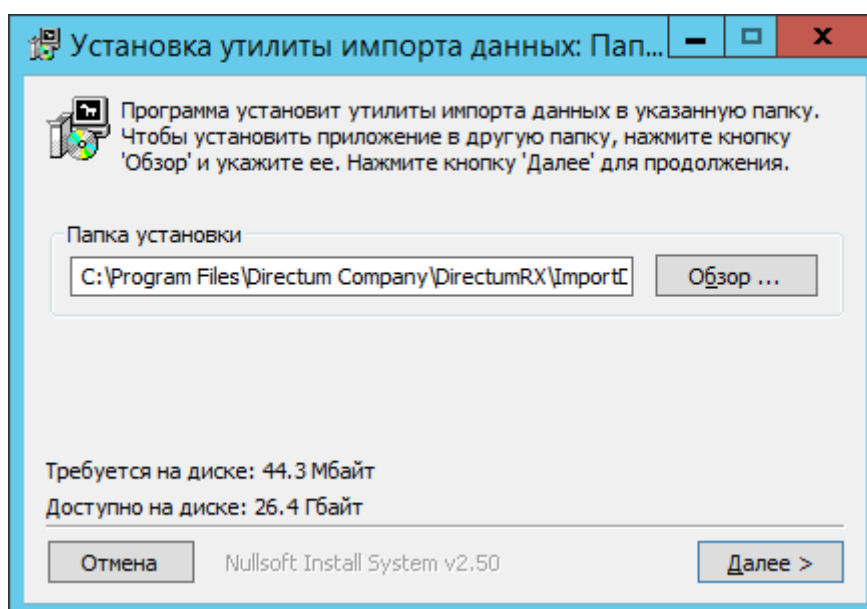 Установка утилиты импорта данных: Пап...
Программа установит утилиты импорта данных в указанную папку.
Чтобы установить приложение в другую папку, нажмите кнопку
'Обзор' и укажите ее. Нажмите кнопку 'Далее' для продолжения.
Папка установки
C:\Program Files\Directum Company\DirectumRX\ImportD
Обзор ...
Требуется на диске: 44.3 Мбайт
Доступно на диске: 26.4 Гбайт
Отмена
Nullsoft Install System v2.50
Далее >